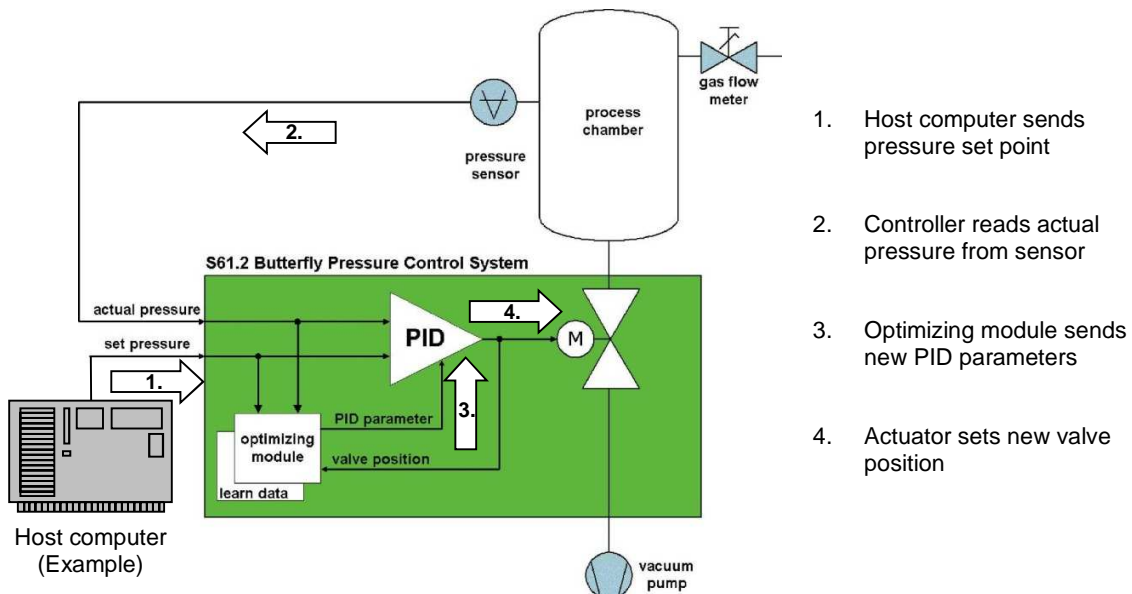 gas flow
meter
process
chamber
2.
pressure
sensor
S61.2 Butterfly Pressure Control System
actual pressure
set pressure
PID
4.
M
1.
3.
PID parameter
optimizing
module
valve position
learn data
Host computer
(Example)
vacuum
pump
1. Host computer sends
pressure set point
2. Controller reads actual
pressure from sensor
3. Optimizing module sends
new PID parameters
4. Actuator sets new valve
position